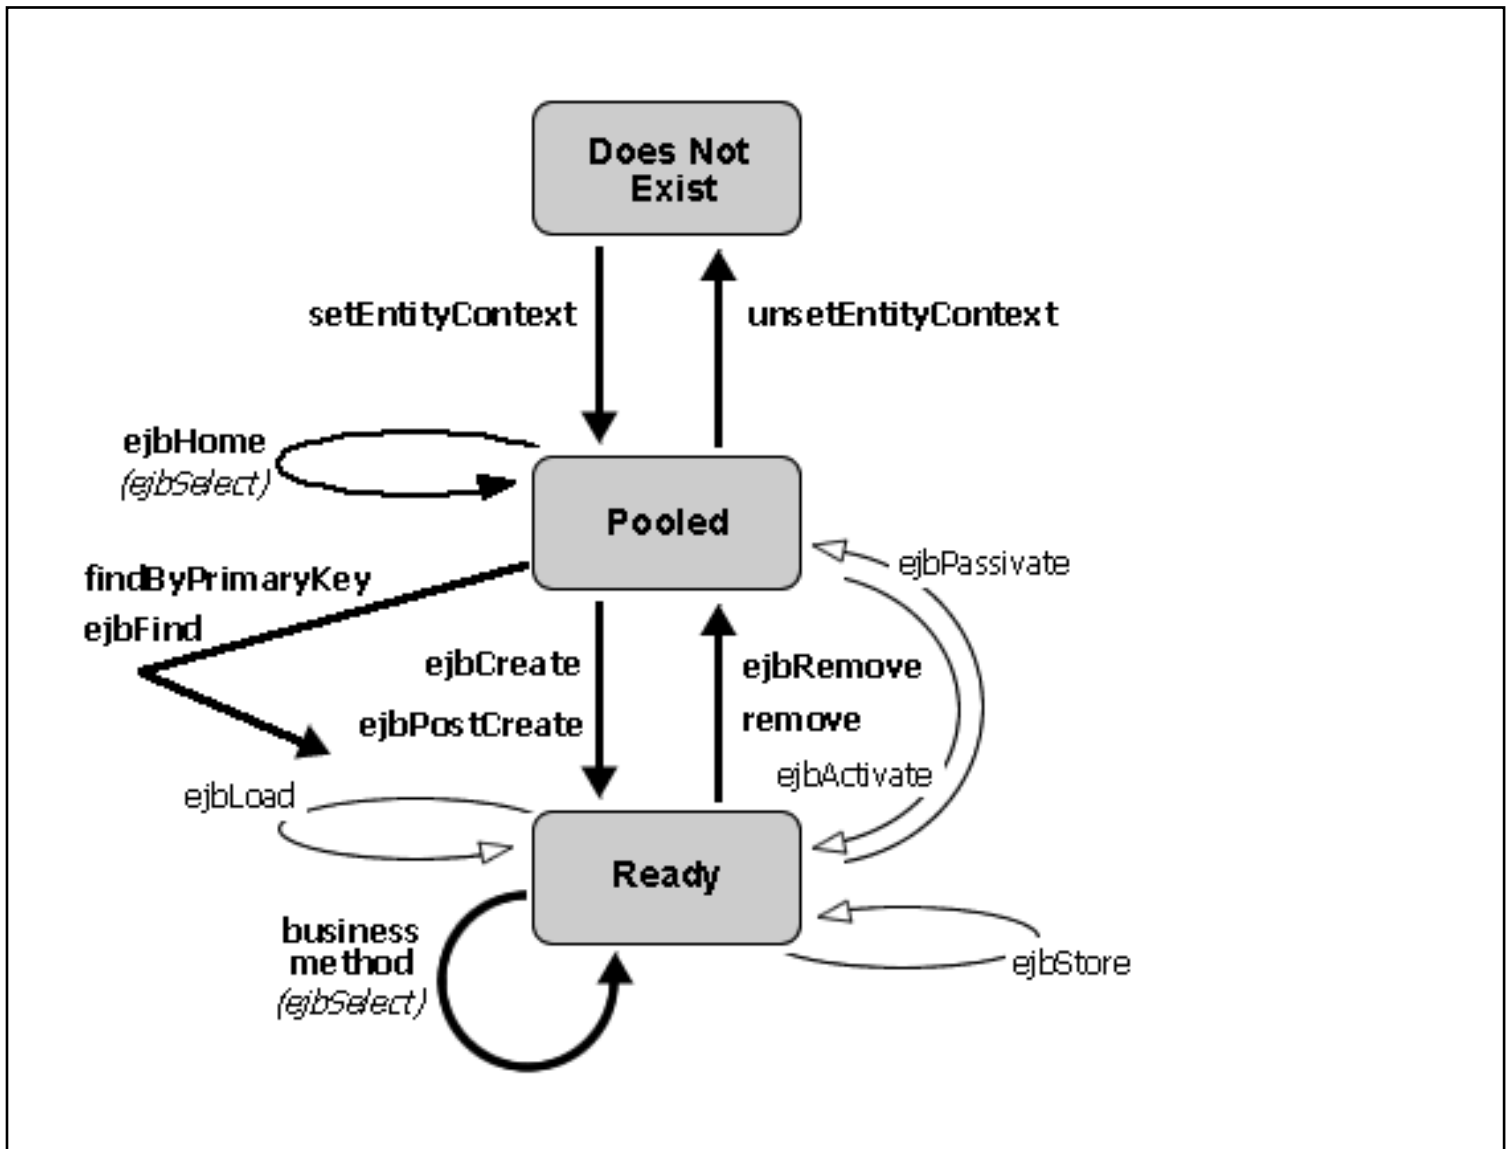 Does Not
Exist
setEntityContext
unsetEntityContext
ejbHome
(ejbSelect)
Pooled
findByPrimaryKey
ejbFind
ejbPassivate
ejbCreate
ejbPostCreate
ejbRemove
remove
ejbActivate
ejbLoad
Ready
business
method
(ejbSelect)
ejbStore